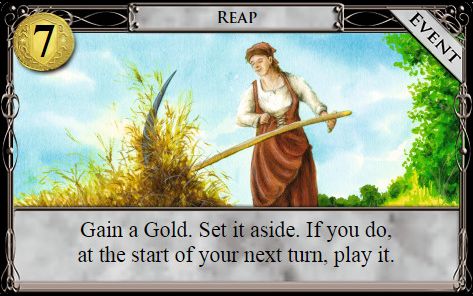 Reap
7
Event
Gain a Gold. Set it aside. If you do,
at the start of your next turn, play it.